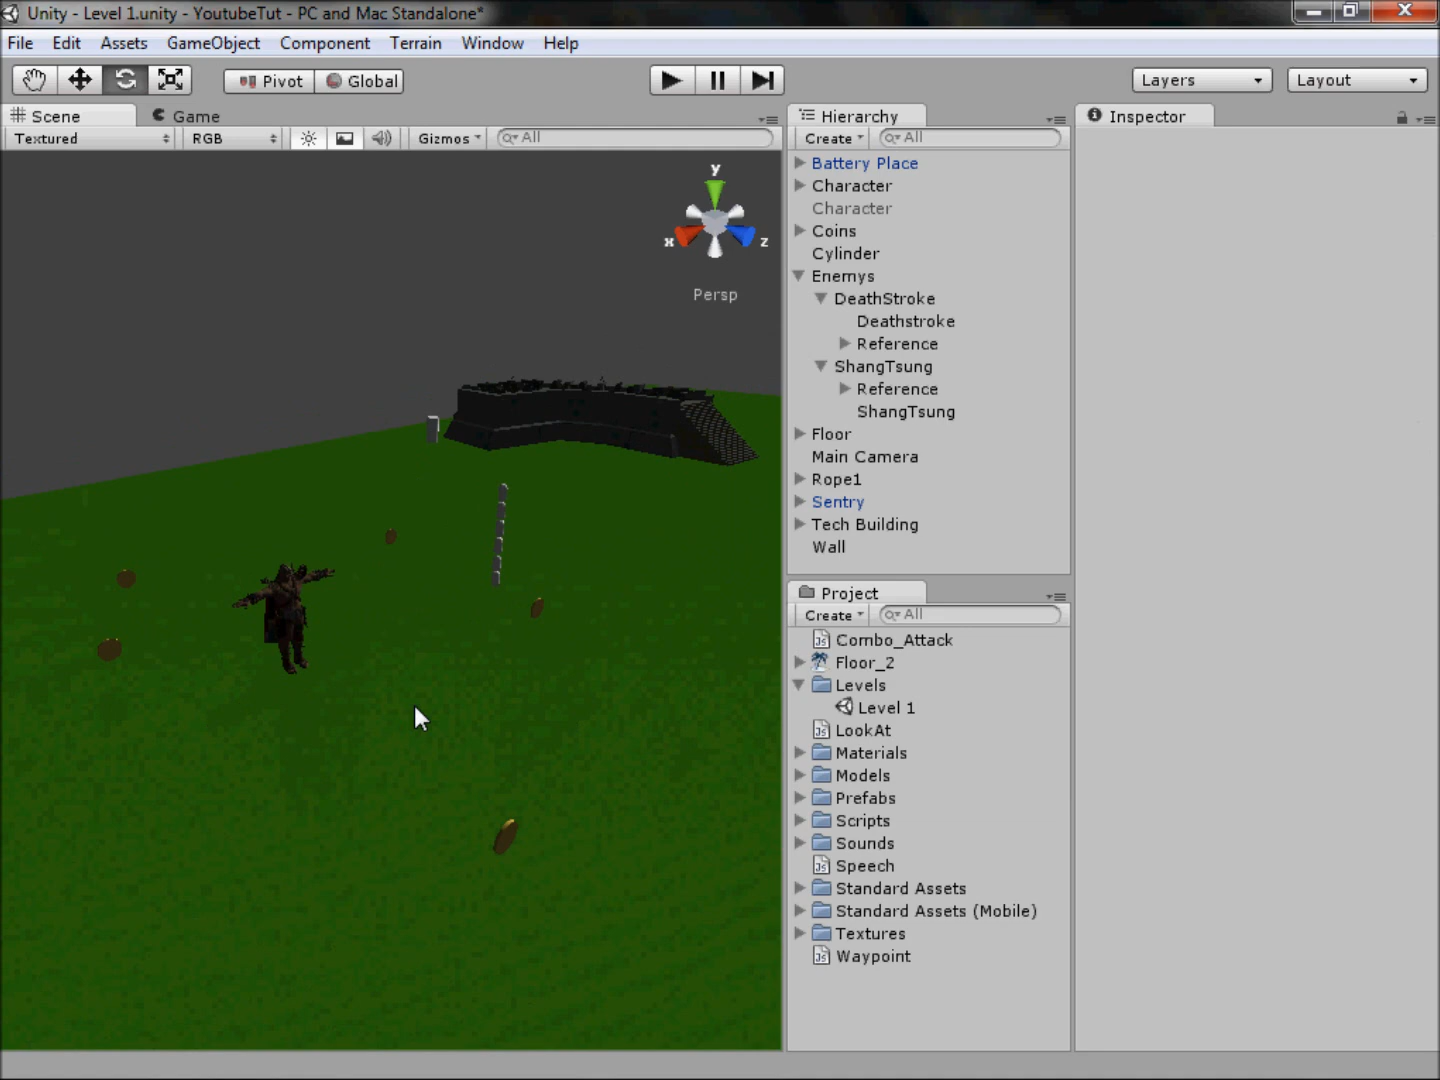 Unity - Level 1.unity - YoutubeTut - PC and Mac Standalone*
File Edit Assets GameObject Component Terrain Window Help
Pivot Global Layers Layout
Scene Game Hierarchy Inspector
Textured RGB Gizmos All Create All
Battery Place
Character
Character
Coins
Cylinder
Enemys
DeathStroke
Deathstroke
Reference
ShangTsung
Reference
ShangTsung
Floor
Main Camera
Rope1
Sentry
Tech Building
Wall
y
x z
Persp
Project
Create All
Combo_Attack
Floor_2
Levels
Level 1
LookAt
Materials
Models
Prefabs
Scripts
Sounds
Speech
Standard Assets
Standard Assets (Mobile)
Textures
Waypoint